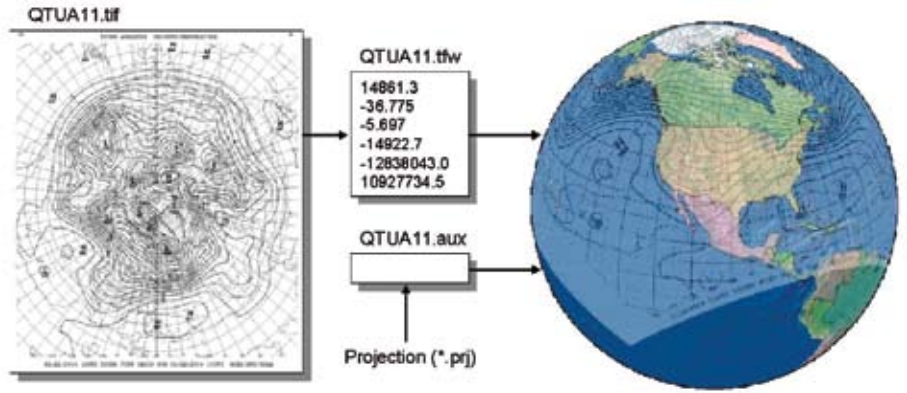 QTUA11.tif
QTUA11.tfw
14861.3
-36.775
-5.697
-14922.7
-12838043.0
10927734.5
QTUA11.aux
Projection (*.prj)